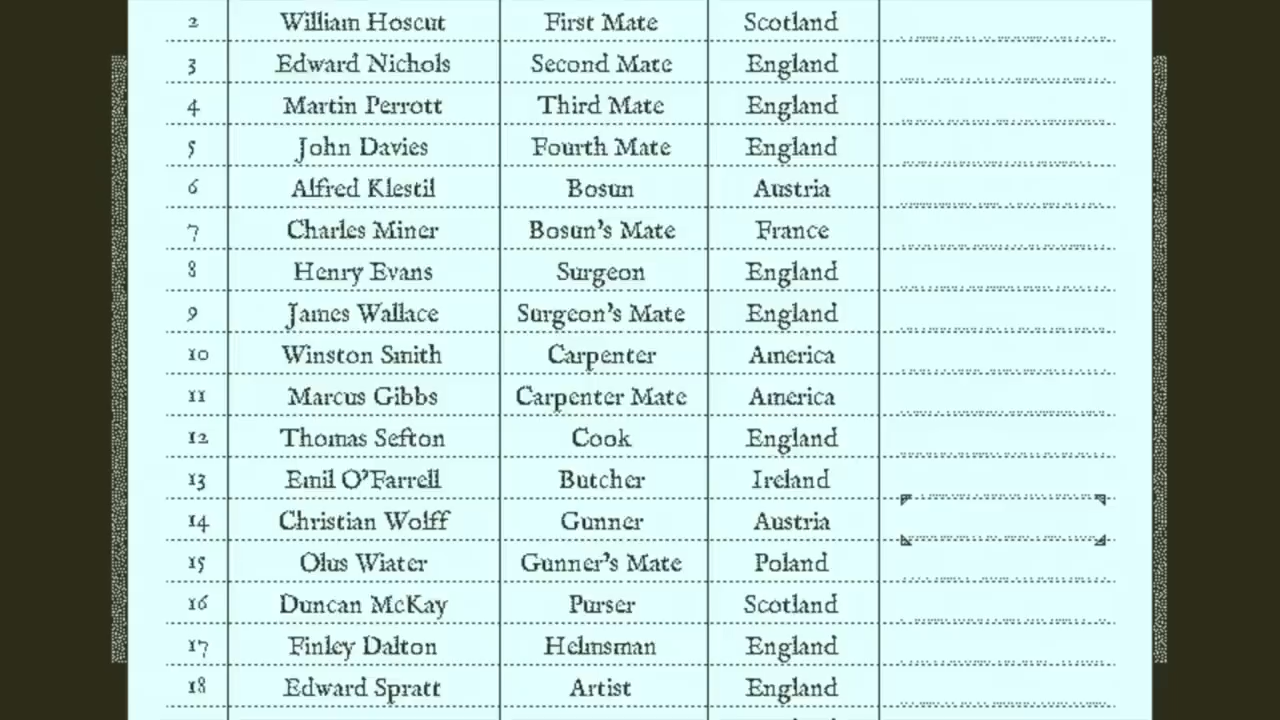 2 William Hoscut First Mate Scotland
3 Edward Nichols Second Mate England
4 Martin Perrott Third Mate England
5 John Davies Fourth Mate England
6 Alfred Klestil Bosun Austria
7 Charles Miner Bosun's Mate France
8 Henry Evans Surgeon England
9 James Wallace Surgeon's Mate England
10 Winston Smith Carpenter America
11 Marcus Gibbs Carpenter Mate America
12 Thomas Sefton Cook England
13 Emil O'Farrell Butcher Ireland
14 Christian Wolff Gunner Austria
15 Olus Wiater Gunner's Mate Poland
16 Duncan McKay Purser Scotland
17 Finley Dalton Helmsman England
18 Edward Spratt Artist England